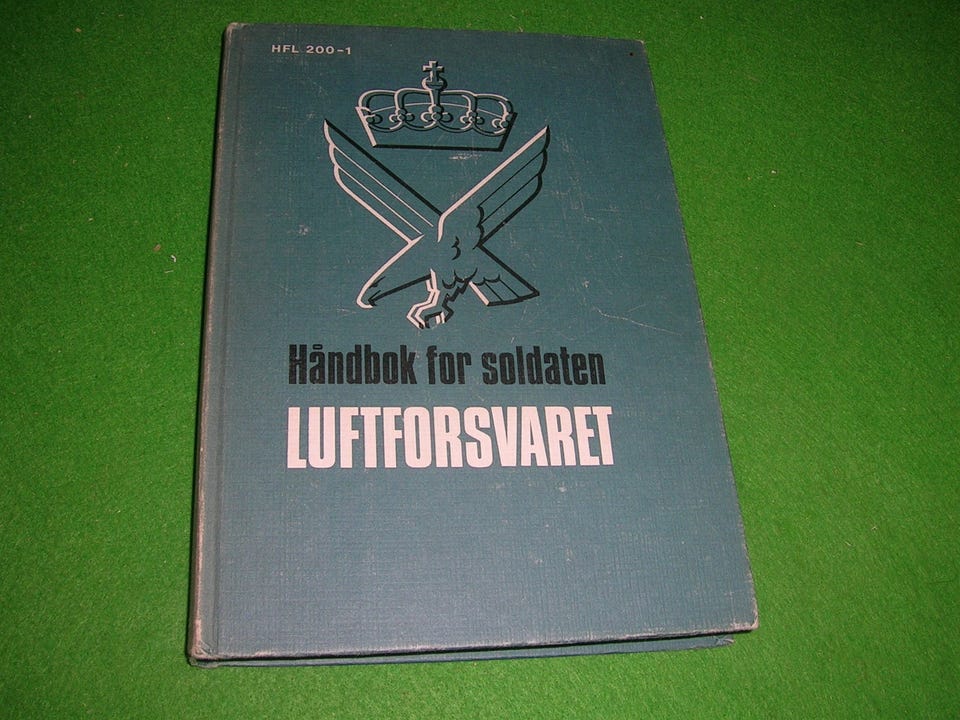 HFL 200-1
Håndbok for soldaten
LUFTFORSVARET